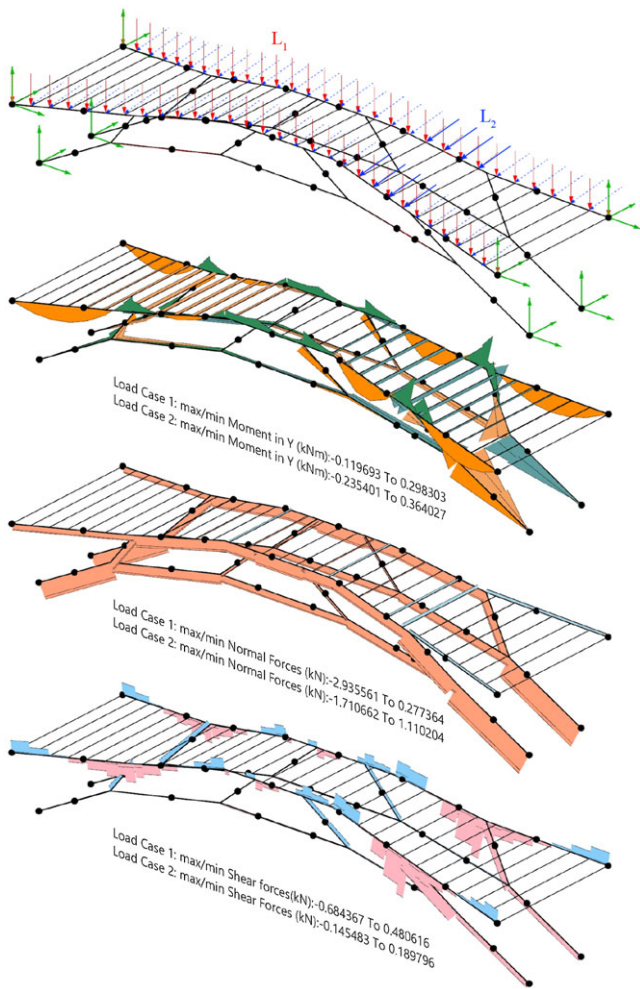 L1
L2
Load Case 1: max/min Moment in Y (kNm):-0.119693 To 0.298303
Load Case 2: max/min Moment in Y (kNm):-0.235401 To 0.364027
Load Case 1: max/min Normal Forces (kN):-2.935561 To 0.277364
Load Case 2: max/min Normal Forces (kN):-1.710662 To 1.110204
Load Case 1: max/min Shear forces(kN):-0.684367 To 0.480616
Load Case 2: max/min Shear Forces (kN):-0.145483 To 0.189796